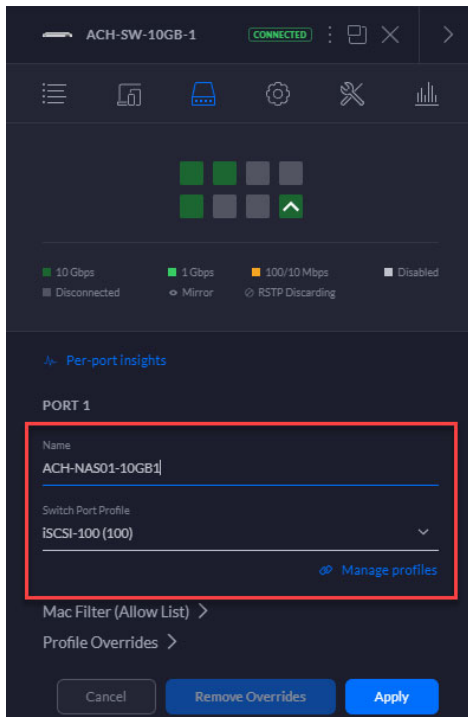 ACH-SW-10GB-1 CONNECTED
10 Gbps 1 Gbps 100/10 Mbps Disabled
Disconnected Mirror RSTP Discarding
Per-port insights
PORT 1
Name
ACH-NAS01-10GB1
Switch Port Profile
iSCSI-100 (100)
Manage profiles
Mac Filter (Allow List)
Profile Overrides
Cancel Remove Overrides Apply